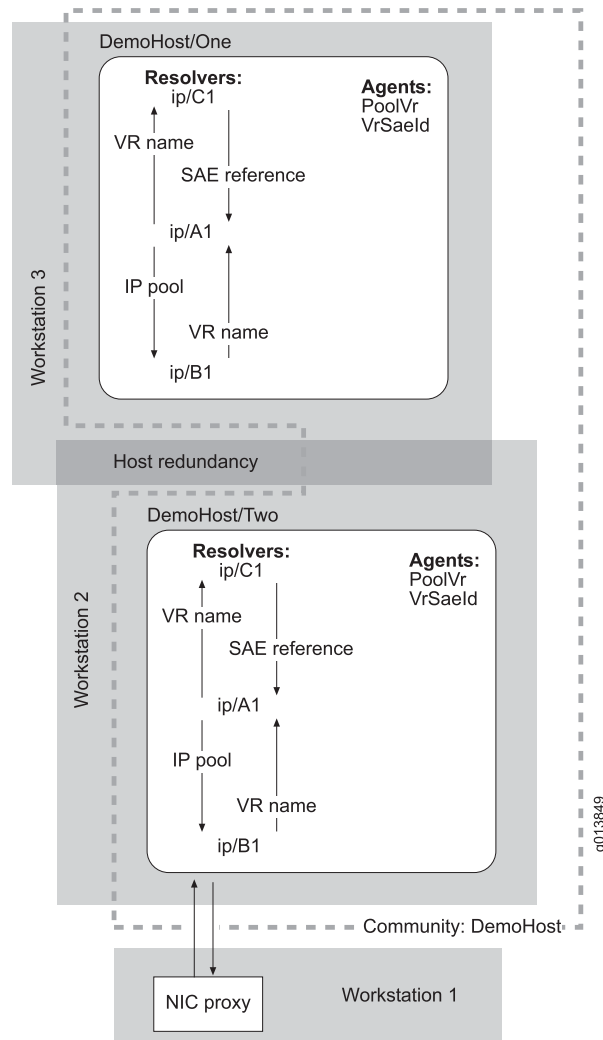 DemoHost/One
Resolvers:
ip/C1
Agents:
PoolVr
VrSaeId
VR name
SAE reference
ip/A1
IP pool
VR name
ip/B1
Workstation 3
Host redundancy
DemoHost/Two
Resolvers:
ip/C1
Agents:
PoolVr
VrSaeId
VR name
SAE reference
ip/A1
IP pool
VR name
ip/B1
Workstation 2
g013849
Community: DemoHost
NIC proxy
Workstation 1